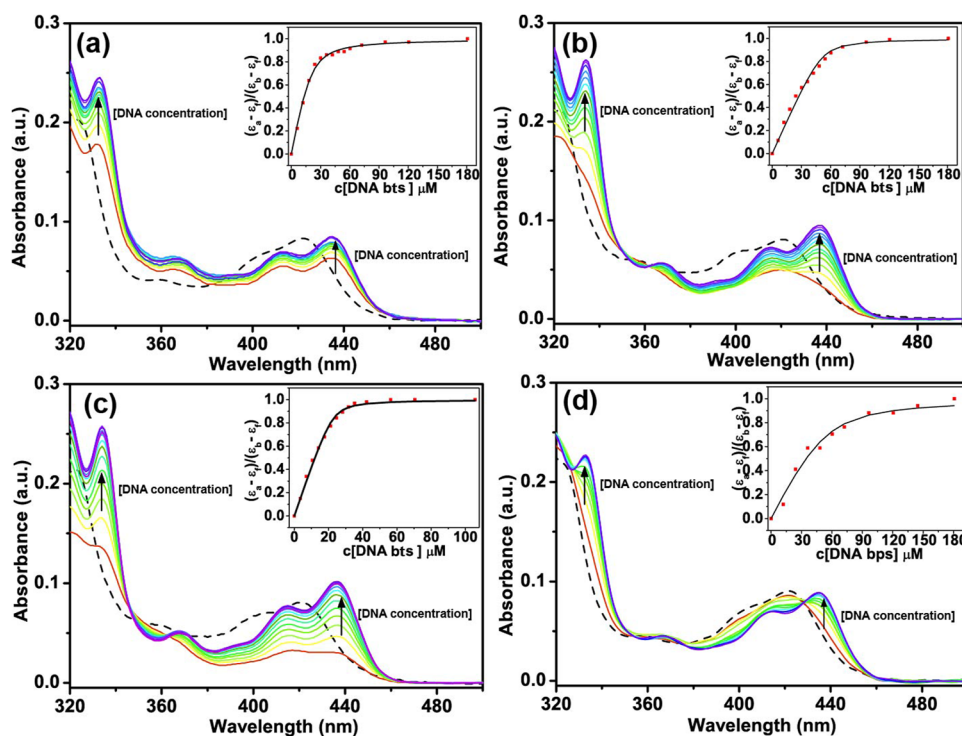 (a)
0.3
0.2
0.1
0.0
Absorbance (a.u.)
320 360 400 440 480
Wavelength (nm)
[DNA concentration]
[DNA concentration]
1.0
0.8
0.6
0.4
0.2
0.0
(εa – εf)/(εb – εf)
0 30 60 90 120 150 180
c[DNA bts ] μM
(b)
0.3
0.2
0.1
0.0
Absorbance (a.u.)
320 360 400 440 480
Wavelength (nm)
[DNA concentration]
[DNA concentration]
1.0
0.8
0.6
0.4
0.2
0.0
(εa – εf)/(εb – εf)
0 30 60 90 120 150 180
c[DNA bts ] μM
(c)
0.3
0.2
0.1
0.0
Absorbance (a.u.)
320 360 400 440 480
Wavelength (nm)
[DNA concentration]
[DNA concentration]
1.0
0.8
0.6
0.4
0.2
0.0
(εa – εf)/(εb – εf)
0 20 40 60 80 100
c[DNA bts ] μM
(d)
0.3
0.2
0.1
0.0
Absorbance (a.u.)
320 360 400 440 480
Wavelength (nm)
[DNA concentration]
[DNA concentration]
1.0
0.8
0.6
0.4
0.2
0.0
(εa – εf)/(εb – εf)
0 30 60 90 120 150 180
c[DNA bps] μM